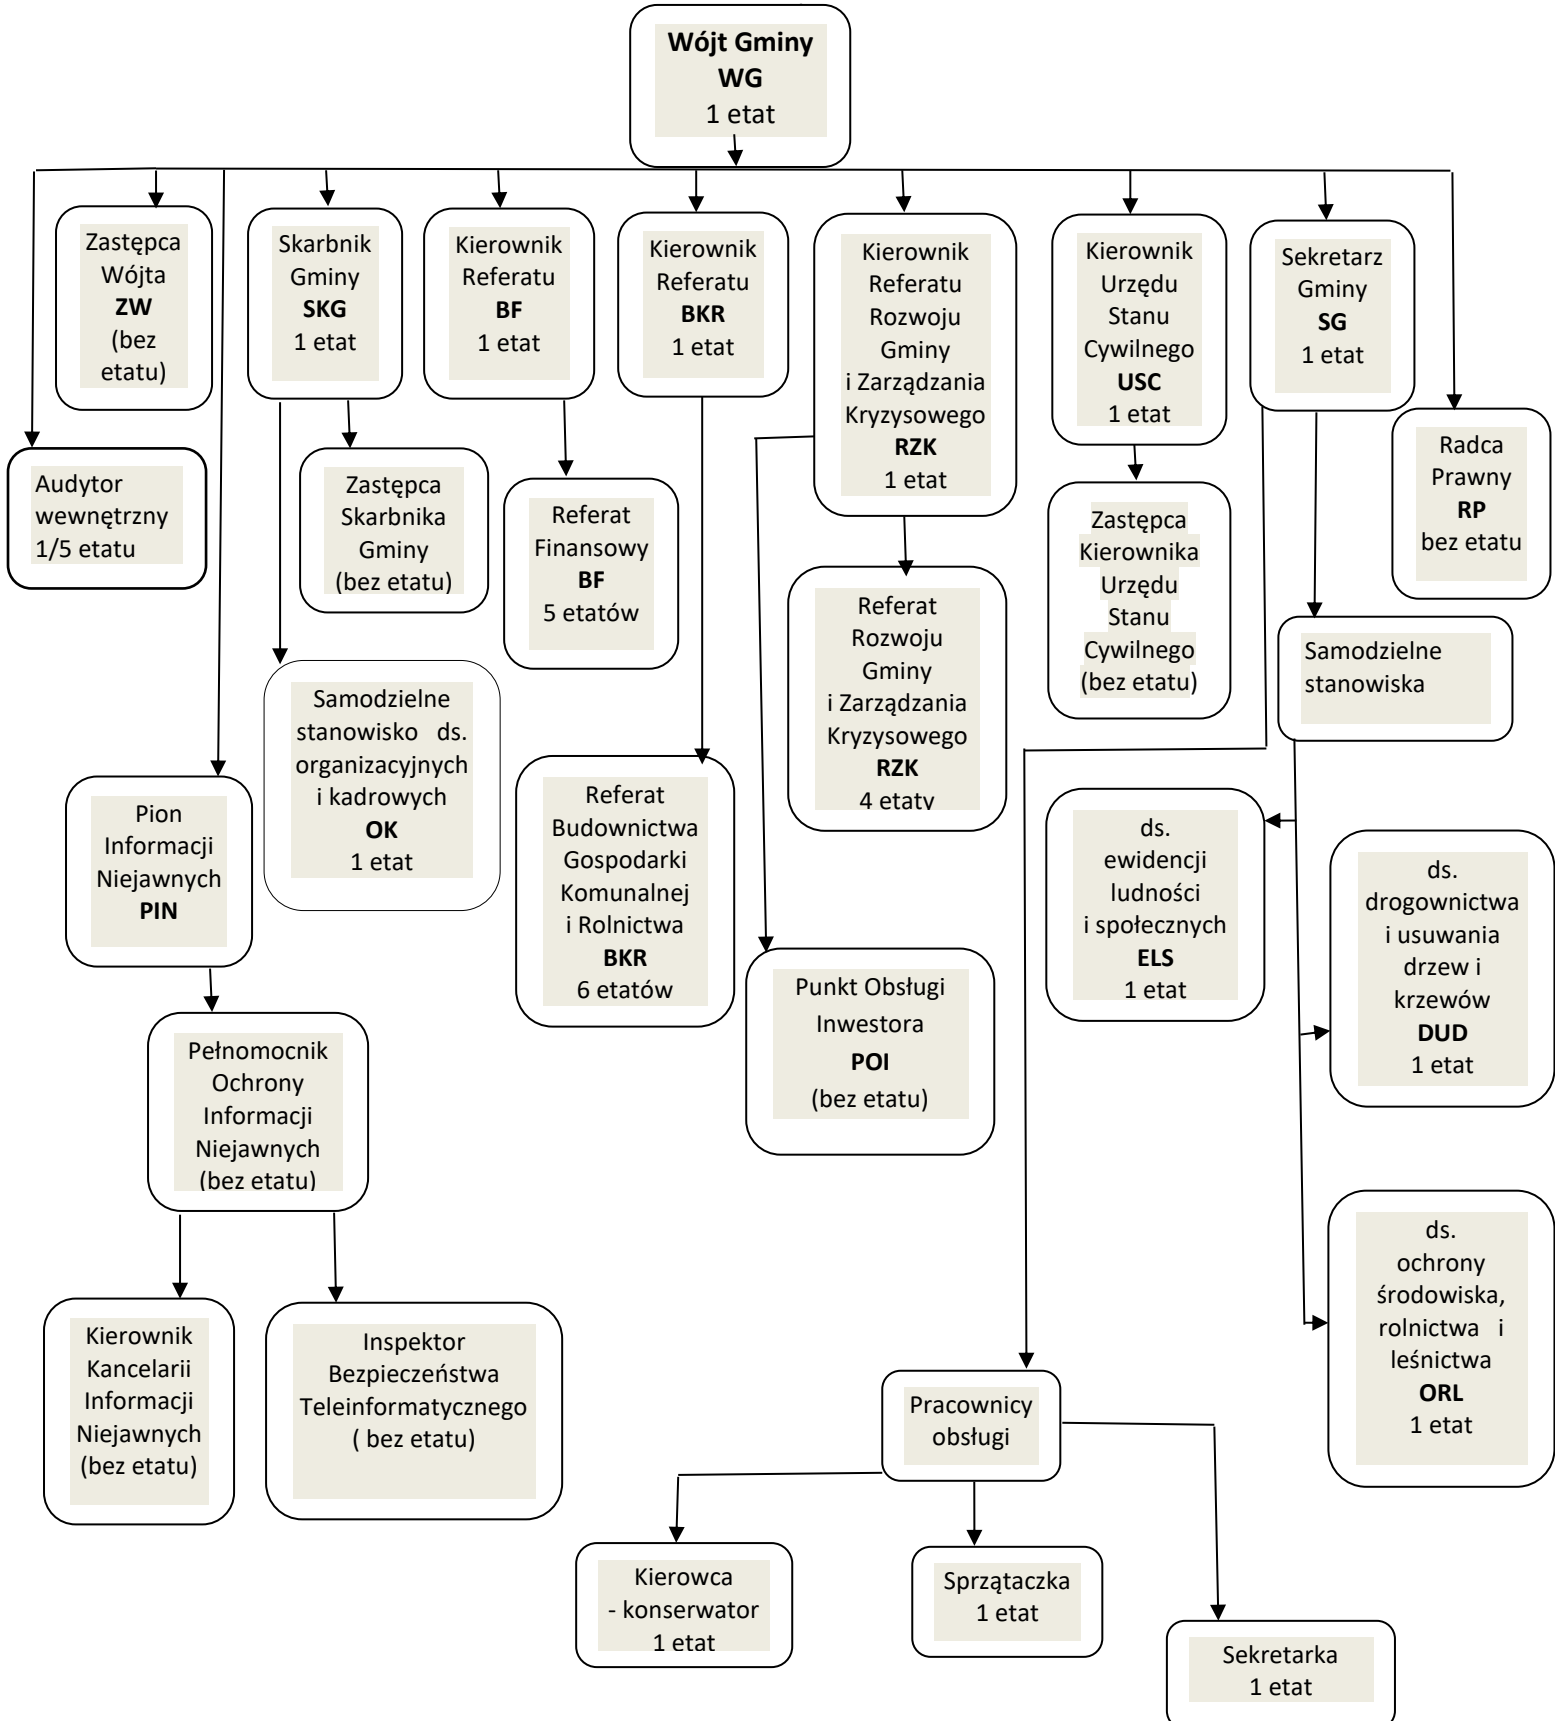 Wójt Gminy
WG
1 etat
Zastępca
Wójta
ZW
(bez
etatu)
Skarbnik
Gminy
SKG
1 etat
Kierownik
Referatu
BF
1 etat
Kierownik
Referatu
BKR
1 etat
Kierownik
Referatu
Rozwoju
Gminy
i Zarządzania
Kryzysowego
RZK
1 etat
Kierownik
Urzędu
Stanu
Cywilnego
USC
1 etat
Sekretarz
Gminy
SG
1 etat
Radca
Prawny
RP
bez etatu
Audytor
wewnętrzny
1/5 etatu
Zastępca
Skarbnika
Gminy
(bez etatu)
Referat
Finansowy
BF
5 etatów
Zastępca
Kierownika
Urzędu
Stanu
Cywilnego
(bez etatu)
Referat
Rozwoju
Gminy
i Zarządzania
Kryzysowego
RZK
4 etaty
Samodzielne
stanowiska
Samodzielne
stanowisko ds.
organizacyjnych
i kadrowych
OK
1 etat
Pion
Informacji
Niejawnych
PIN
Referat
Budownictwa
Gospodarki
Komunalnej
i Rolnictwa
BKR
6 etatów
ds.
ewidencji
ludności
i społecznych
ELS
1 etat
ds.
drogownictwa
i usuwania
drzew i
krzewów
DUD
1 etat
Punkt Obsługi
Inwestora
POI
(bez etatu)
Pełnomocnik
Ochrony
Informacji
Niejawnych
(bez etatu)
ds.
ochrony
środowiska,
rolnictwa i
leśnictwa
ORL
1 etat
Kierownik
Kancelarii
Informacji
Niejawnych
(bez etatu)
Inspektor
Bezpieczeństwa
Teleinformatycznego
( bez etatu)
Pracownicy
obsługi
Kierowca
- konserwator
1 etat
Sprzątaczka
1 etat
Sekretarka
1 etat